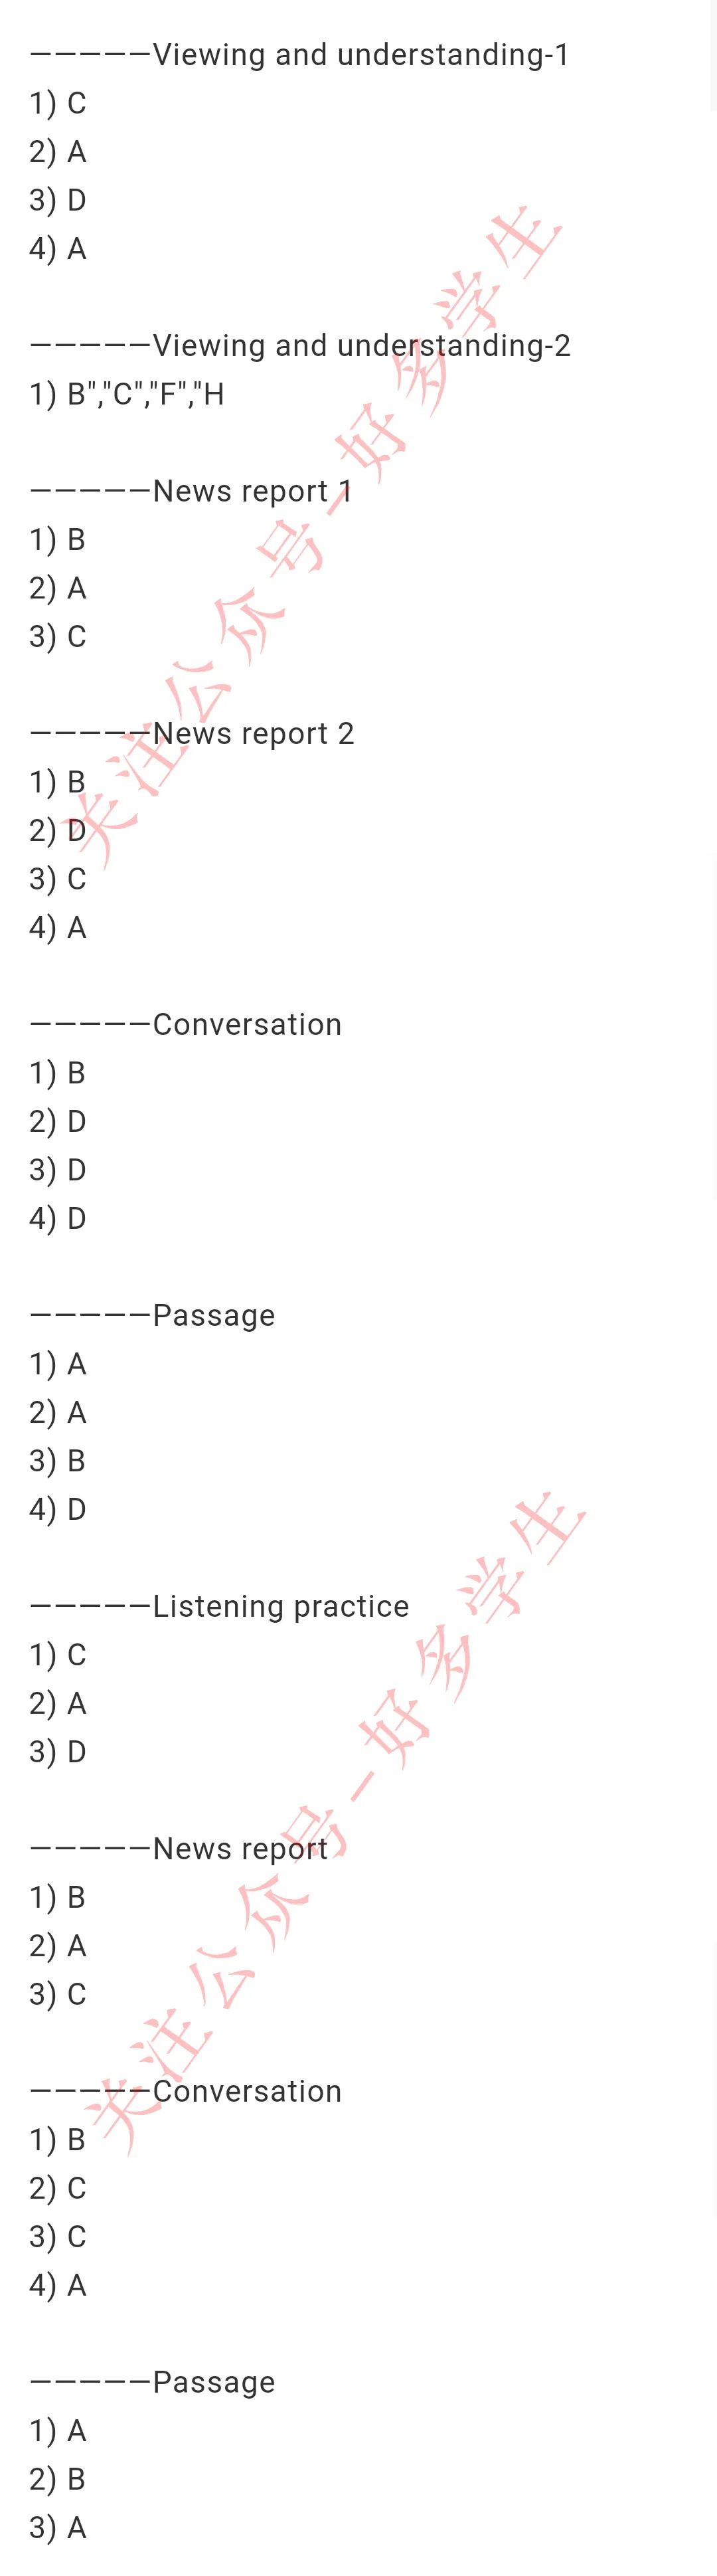 —————Viewing and understanding-1
1) C
2) A
3) D
4) A
—————Viewing and understanding-2
1) B","C","F","H
—————News report 1
1) B
2) A
3) C
—————News report 2
1) B
2) D
3) C
4) A
—————Conversation
1) B
2) D
3) D
4) D
—————Passage
1) A
2) A
3) B
4) D
—————Listening practice
1) C
2) A
3) D
—————News report
1) B
2) A
3) C
—————Conversation
1) B
2) C
3) C
4) A
—————Passage
1) A
2) B
3) A
关注公众号-好多学生
关注公众号-好多学生